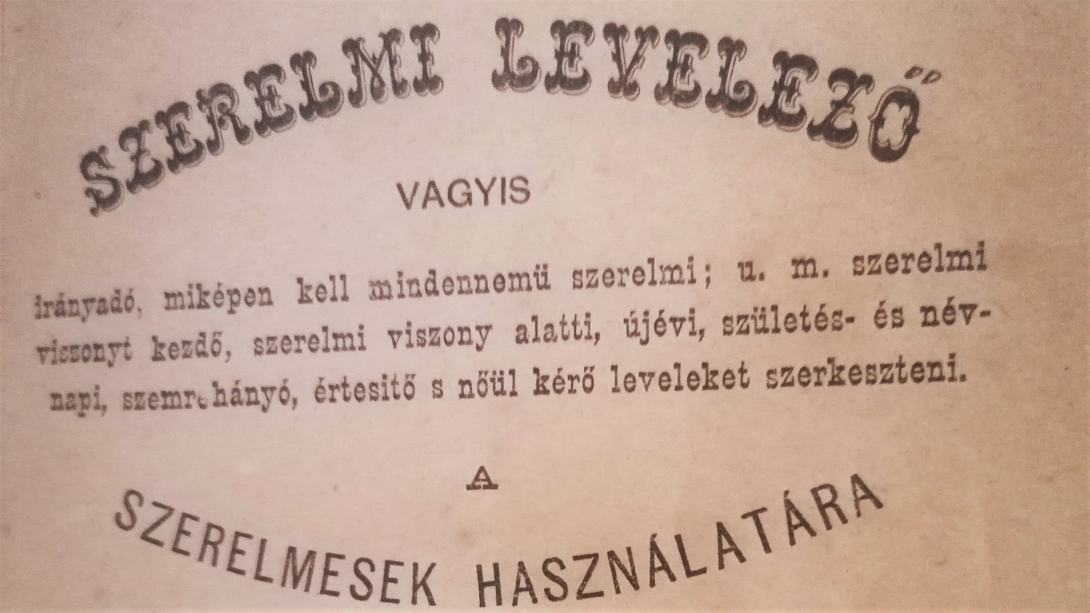 SZERELMI LEVELEZŐ
VAGYIS
irányadó, miképen kell mindennemü szerelmi; u. m. szerelmi
viszonyt kezdő, szerelmi viszony alatti, újévi, születés- és név-
napi, szemrehányó, értesitő s nőül kérő leveleket szerkeszteni.
A
SZERELMESEK HASZNÁLATÁRA